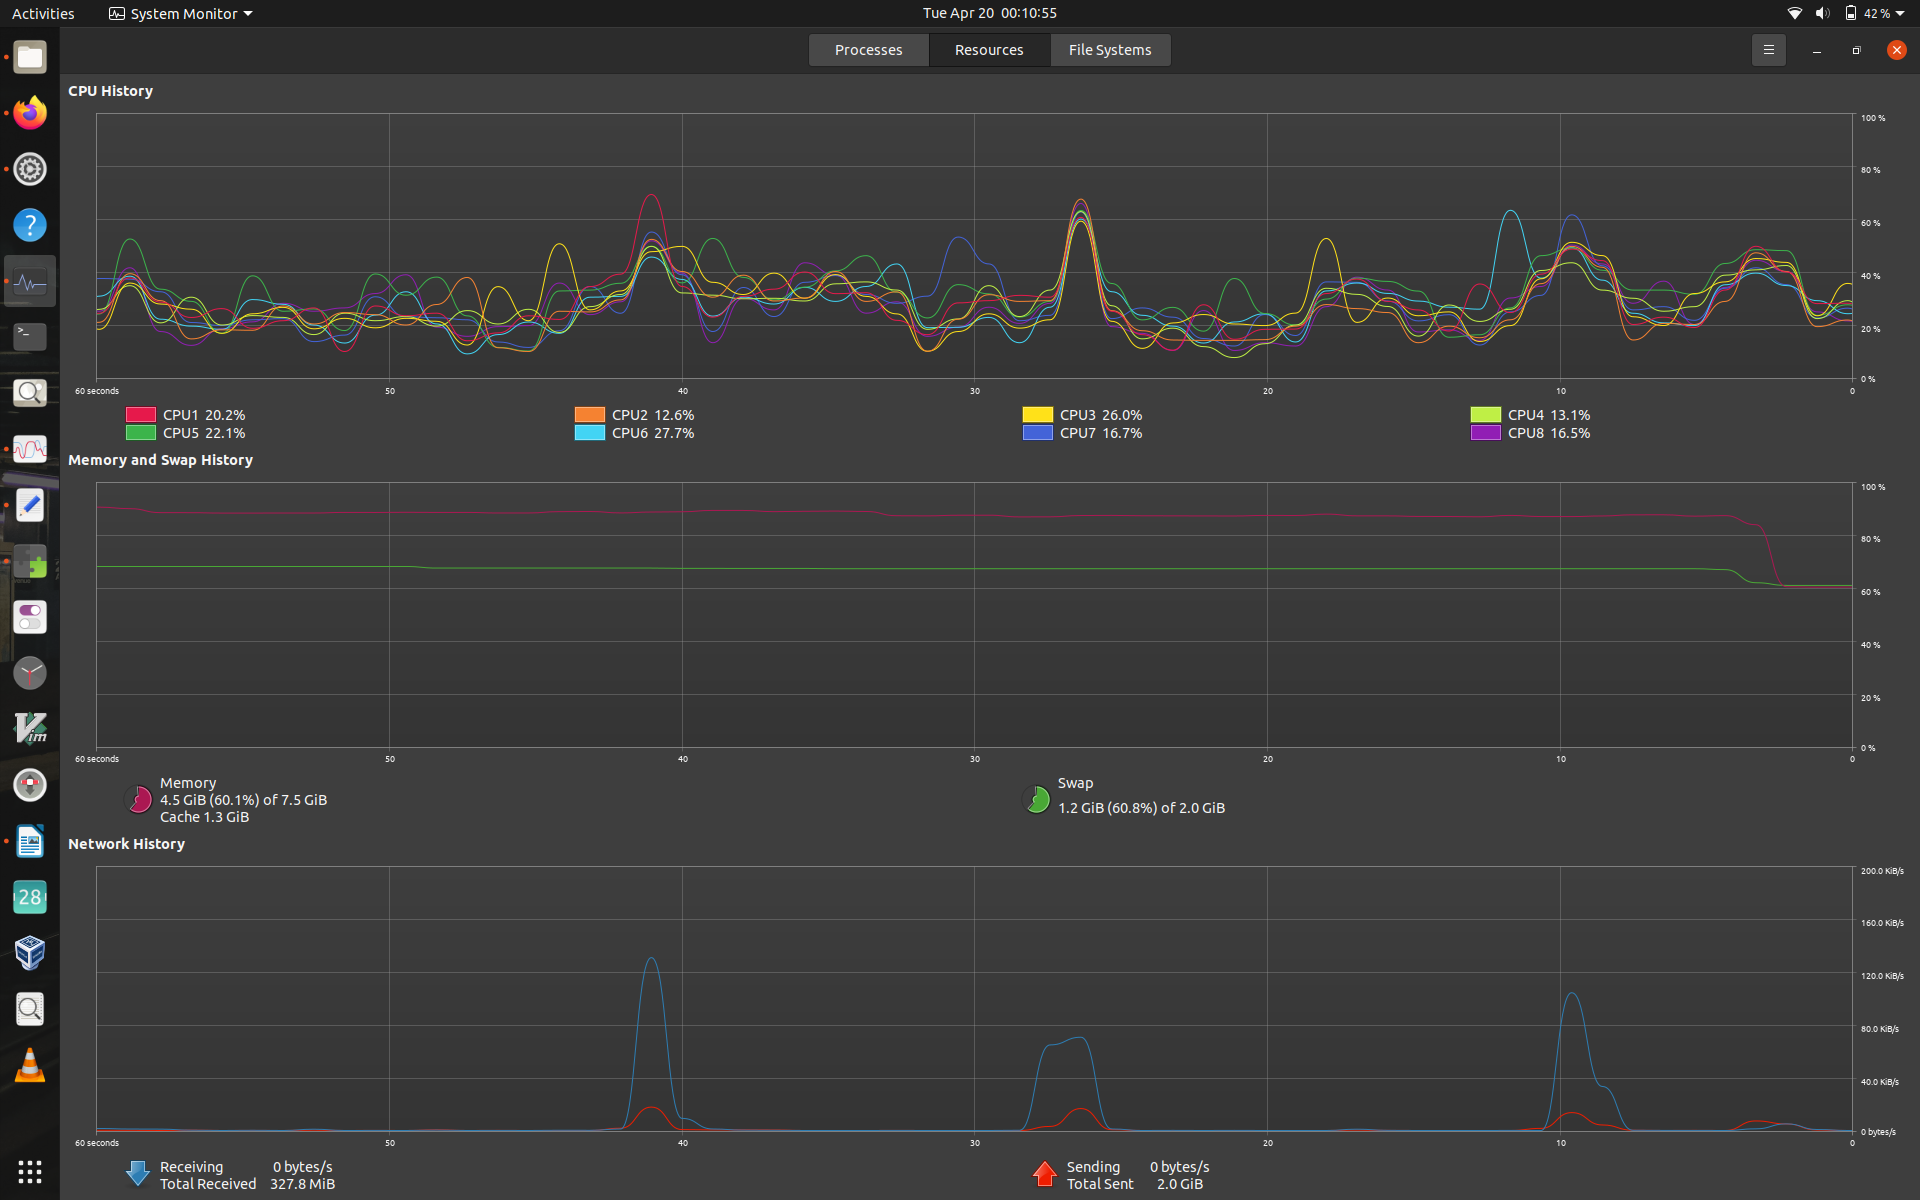 Activities System Monitor Tue Apr 20 00:10:55 42 %
Processes Resources File Systems
CPU History
100 %
80 %
60 %
40 %
20 %
0 %
60 seconds 50 40 30 20 10 0
CPU1 20.2% CPU2 12.6% CPU3 26.0% CPU4 13.1%
CPU5 22.1% CPU6 27.7% CPU7 16.7% CPU8 16.5%
Memory and Swap History
100 %
80 %
60 %
40 %
20 %
0 %
60 seconds 50 40 30 20 10 0
Memory Swap
4.5 GiB (60.1%) of 7.5 GiB 1.2 GiB (60.8%) of 2.0 GiB
Cache 1.3 GiB
Network History
200.0 KiB/s
160.0 KiB/s
120.0 KiB/s
80.0 KiB/s
40.0 KiB/s
0 bytes/s
60 seconds 50 40 30 20 10 0
Receiving 0 bytes/s Sending 0 bytes/s
Total Received 327.8 MiB Total Sent 2.0 GiB
?
>_
Vim
28